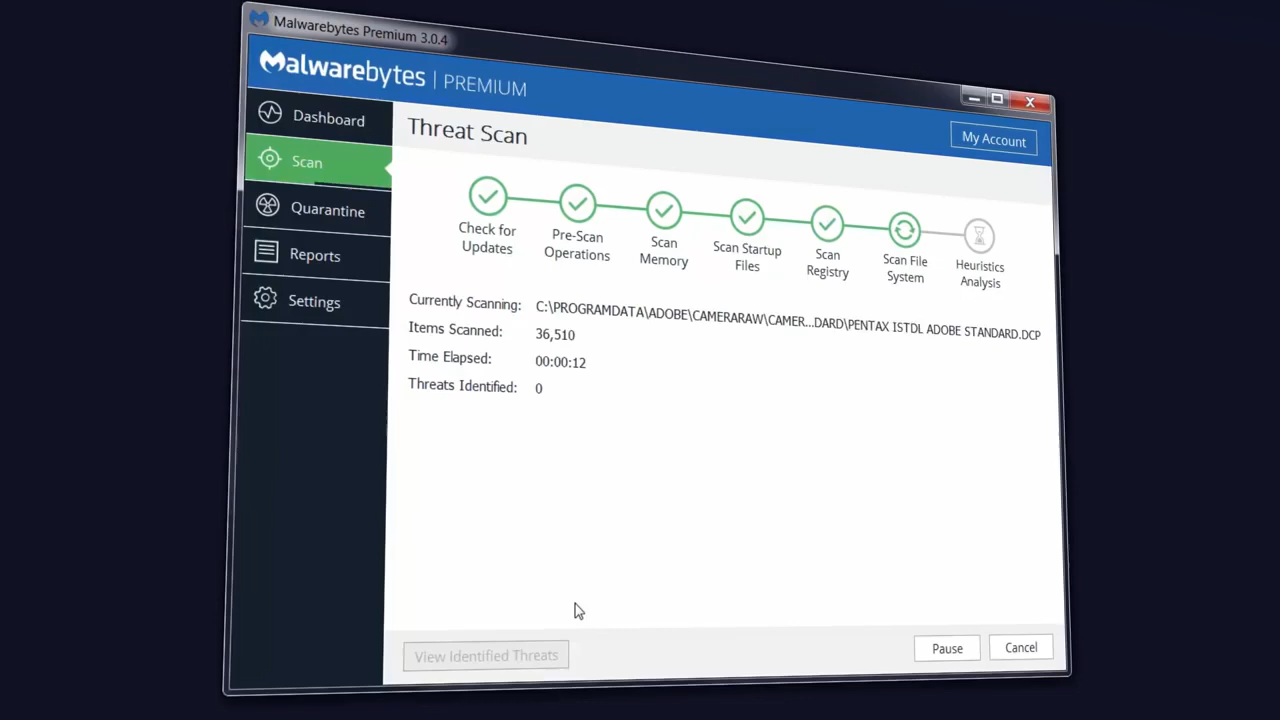 Malwarebytes Premium 3.0.4
Malwarebytes | PREMIUM
My Account
Dashboard
Scan
Quarantine
Reports
Settings
Threat Scan
Check for
Updates
Pre-Scan
Operations
Scan
Memory
Scan Startup
Files
Scan
Registry
Scan File
System
Heuristics
Analysis
Currently Scanning: C:\PROGRAMDATA\ADOBE\CAMERARAW\CAMER...DARD\PENTAX ISTDL ADOBE STANDARD.DCP
Items Scanned: 36,510
Time Elapsed: 00:00:12
Threats Identified: 0
View Identified Threats
Pause
Cancel